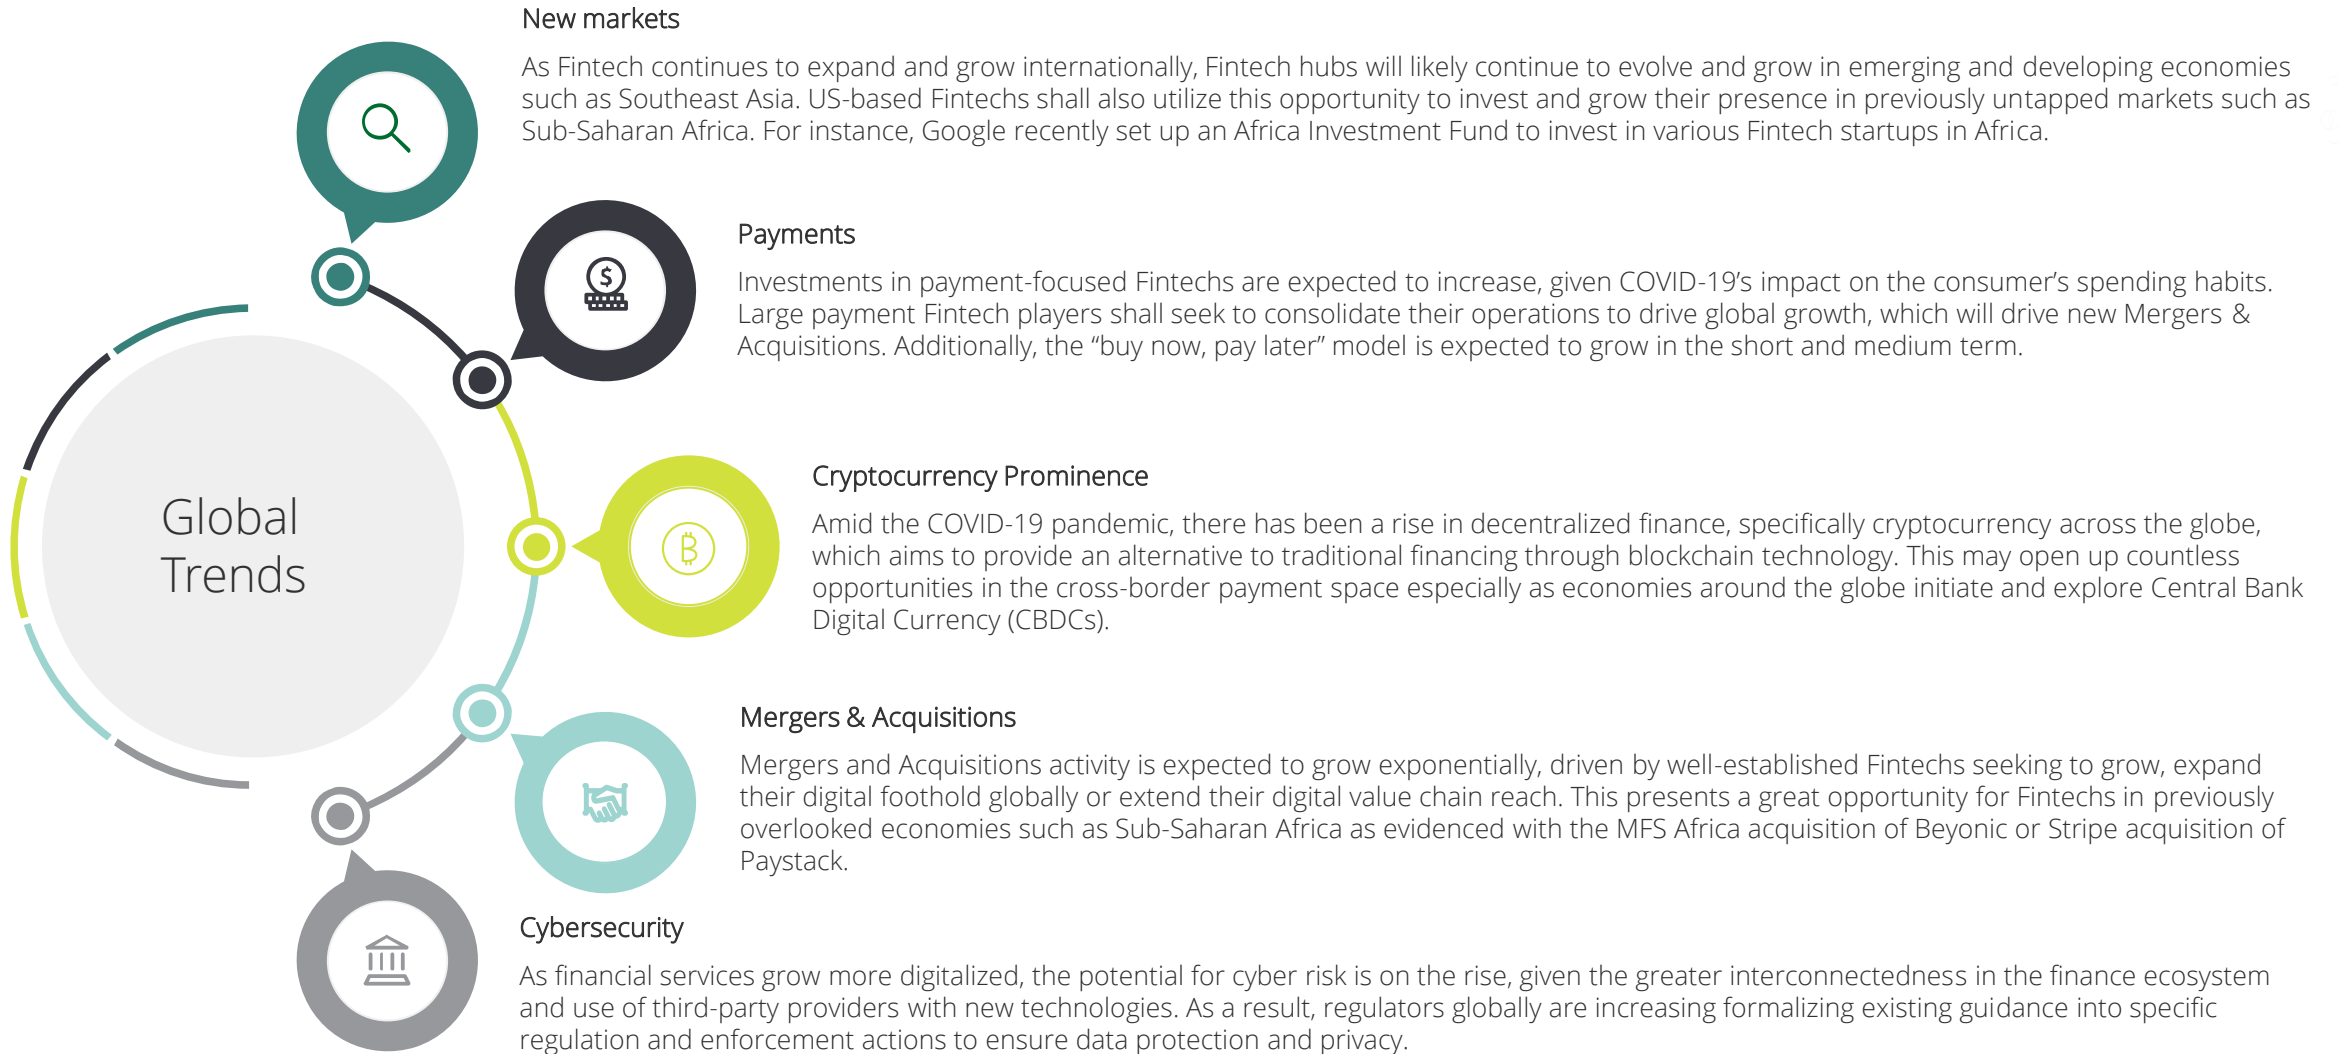 New markets
As Fintech continues to expand and grow internationally, Fintech hubs will likely continue to evolve and grow in emerging and developing economies
such as Southeast Asia. US-based Fintechs shall also utilize this opportunity to invest and grow their presence in previously untapped markets such as
Sub-Saharan Africa. For instance, Google recently set up an Africa Investment Fund to invest in various Fintech startups in Africa.
Payments
Investments in payment-focused Fintechs are expected to increase, given COVID-19’s impact on the consumer’s spending habits.
Large payment Fintech players shall seek to consolidate their operations to drive global growth, which will drive new Mergers &
Acquisitions. Additionally, the “buy now, pay later” model is expected to grow in the short and medium term.
Global
Trends
Cryptocurrency Prominence
Amid the COVID-19 pandemic, there has been a rise in decentralized finance, specifically cryptocurrency across the globe,
which aims to provide an alternative to traditional financing through blockchain technology. This may open up countless
opportunities in the cross-border payment space especially as economies around the globe initiate and explore Central Bank
Digital Currency (CBDCs).
Mergers & Acquisitions
Mergers and Acquisitions activity is expected to grow exponentially, driven by well-established Fintechs seeking to grow, expand
their digital foothold globally or extend their digital value chain reach. This presents a great opportunity for Fintechs in previously
overlooked economies such as Sub-Saharan Africa as evidenced with the MFS Africa acquisition of Beyonic or Stripe acquisition of
Paystack.
Cybersecurity
As financial services grow more digitalized, the potential for cyber risk is on the rise, given the greater interconnectedness in the finance ecosystem
and use of third-party providers with new technologies. As a result, regulators globally are increasing formalizing existing guidance into specific
regulation and enforcement actions to ensure data protection and privacy.